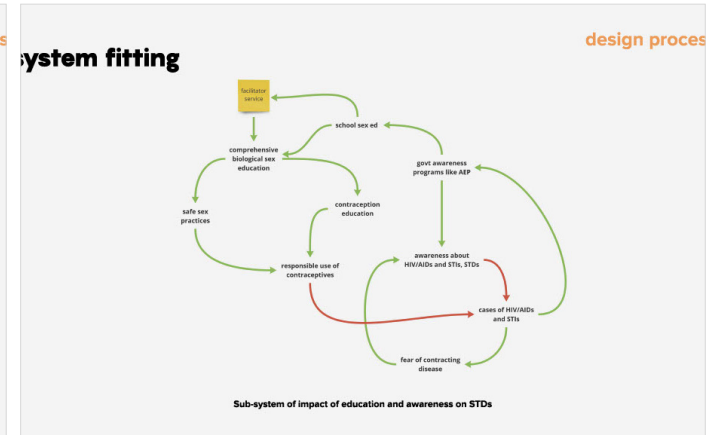 design proces
system fitting
facilitator
service
school sex ed
comprehensive
biological sex
education
govt awareness
programs like AEP
contraception
education
safe sex
practices
awareness about
HIV/AIDs and STIs, STDs
responsible use of
contraceptives
cases of HIV/AIDs
and STIs
fear of contracting
disease
Sub-system of impact of education and awareness on STDs